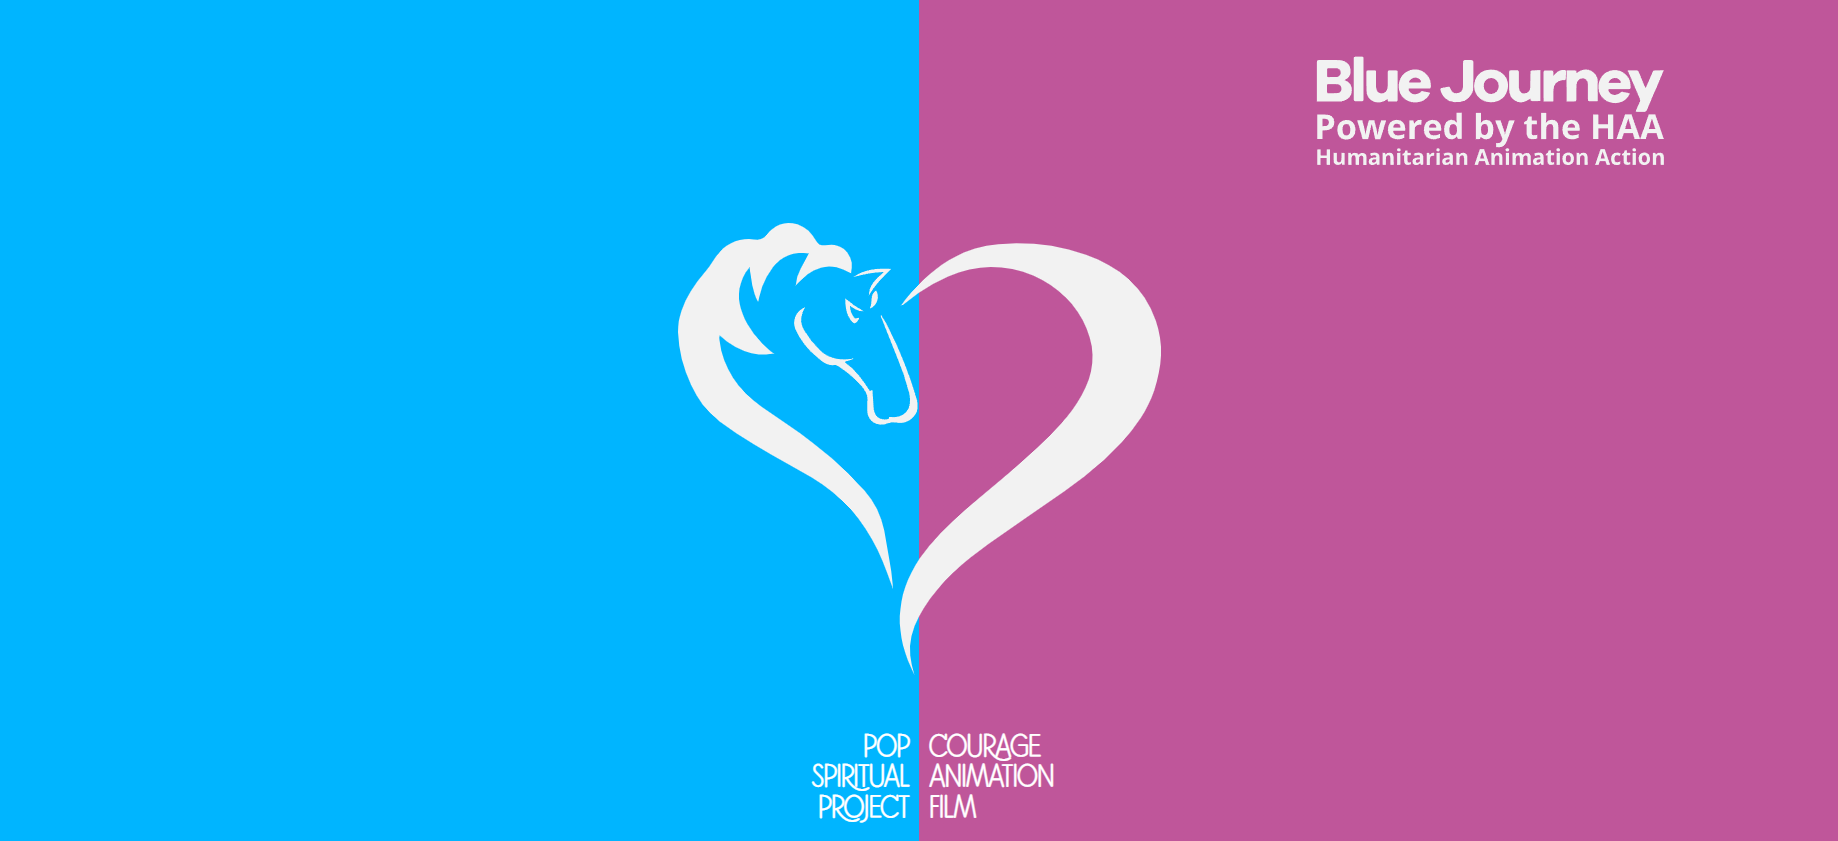 Blue Journey
Powered by the HAA
Humanitarian Animation Action
POP
SPIRITUAL
PROJECT
COURAGE
ANIMATION
FILM